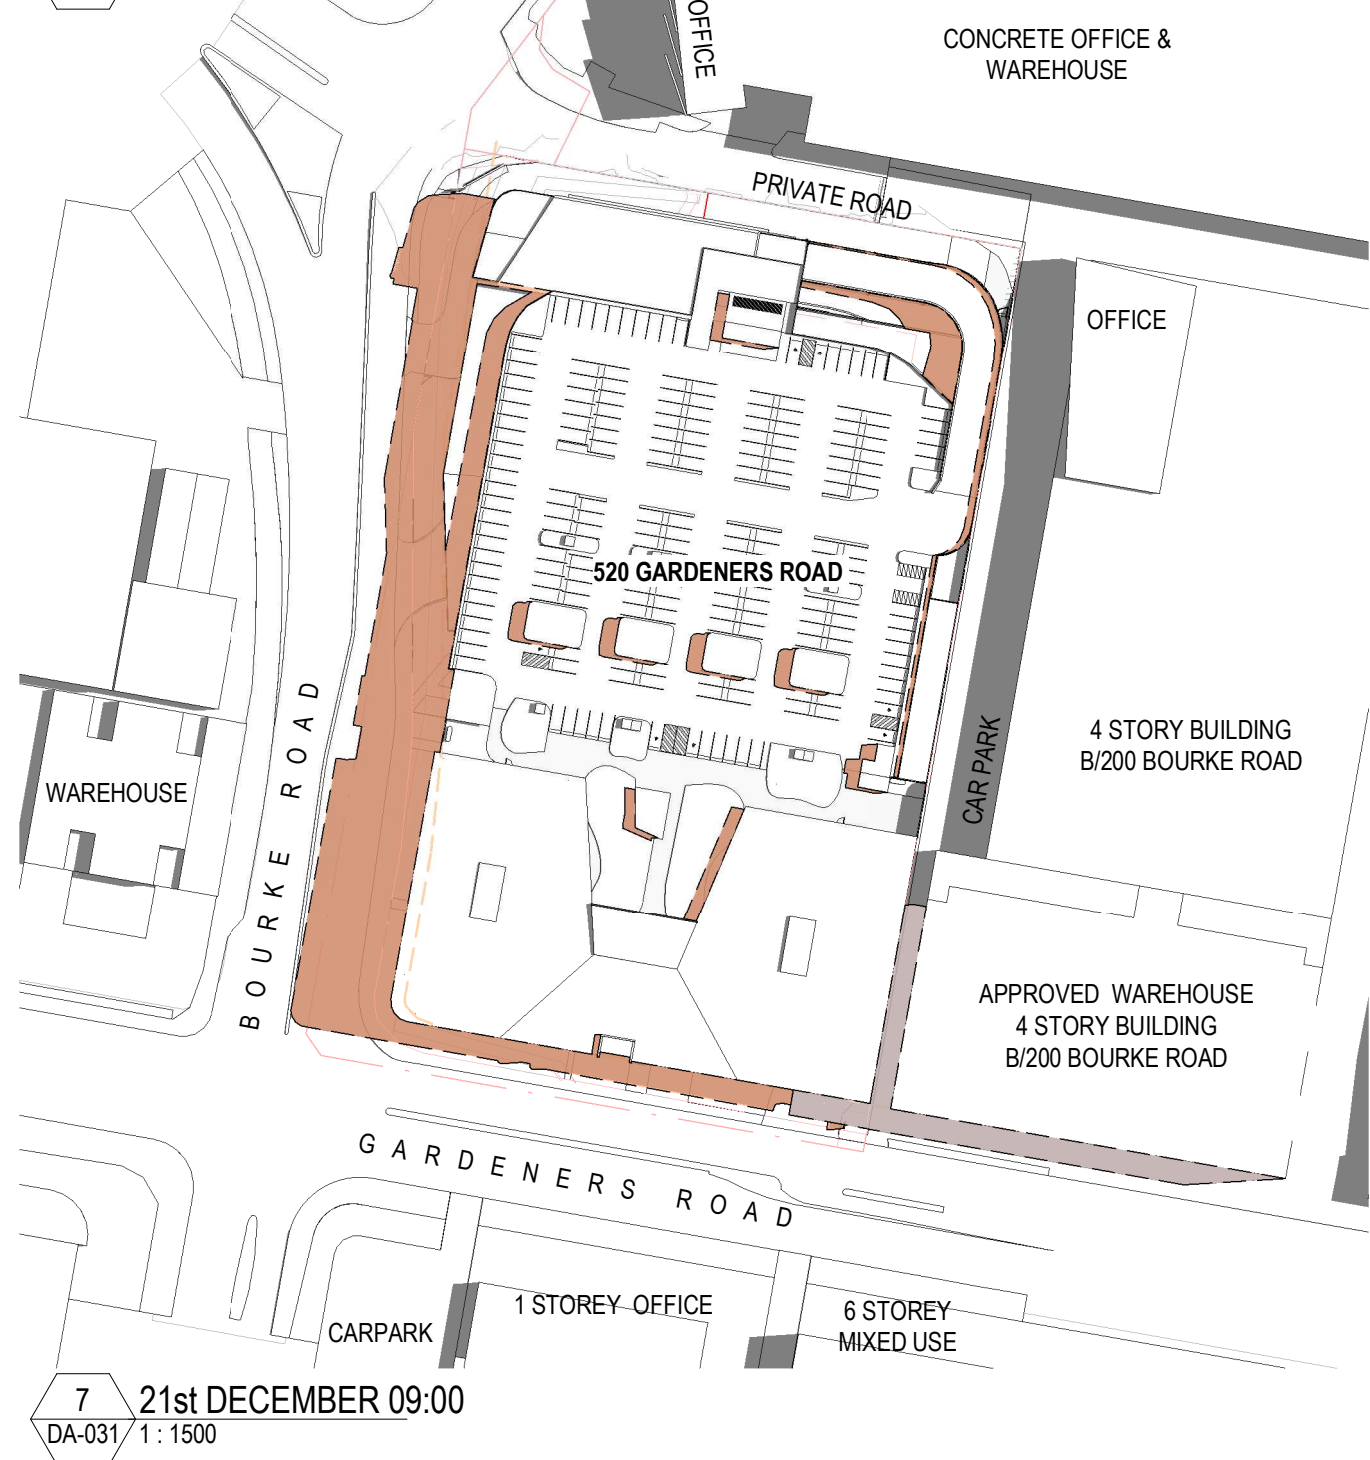 OFFICE
CONCRETE OFFICE &
WAREHOUSE
PRIVATE ROAD
OFFICE
520 GARDENERS ROAD
BOURKE ROAD
WAREHOUSE
CAR PARK
4 STORY BUILDING
B/200 BOURKE ROAD
APPROVED WAREHOUSE
4 STORY BUILDING
B/200 BOURKE ROAD
GARDENERS ROAD
1 STOREY OFFICE
6 STOREY
MIXED USE
CARPARK
7
21st DECEMBER 09:00
DA-031
1 : 1500